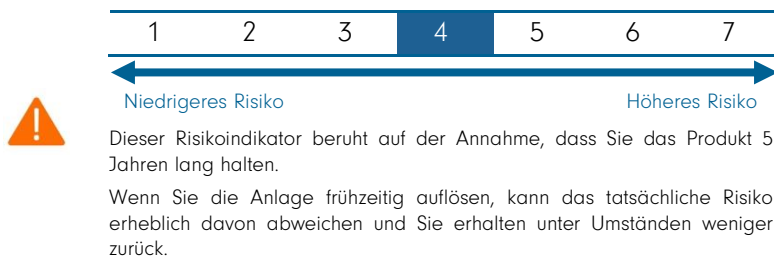 1 2 3 4 5 6 7
Niedrigeres Risiko Höheres Risiko
Dieser Risikoindikator beruht auf der Annahme, dass Sie das Produkt 5
Jahren lang halten.
Wenn Sie die Anlage frühzeitig auflösen, kann das tatsächliche Risiko
erheblich davon abweichen und Sie erhalten unter Umständen weniger
zurück.